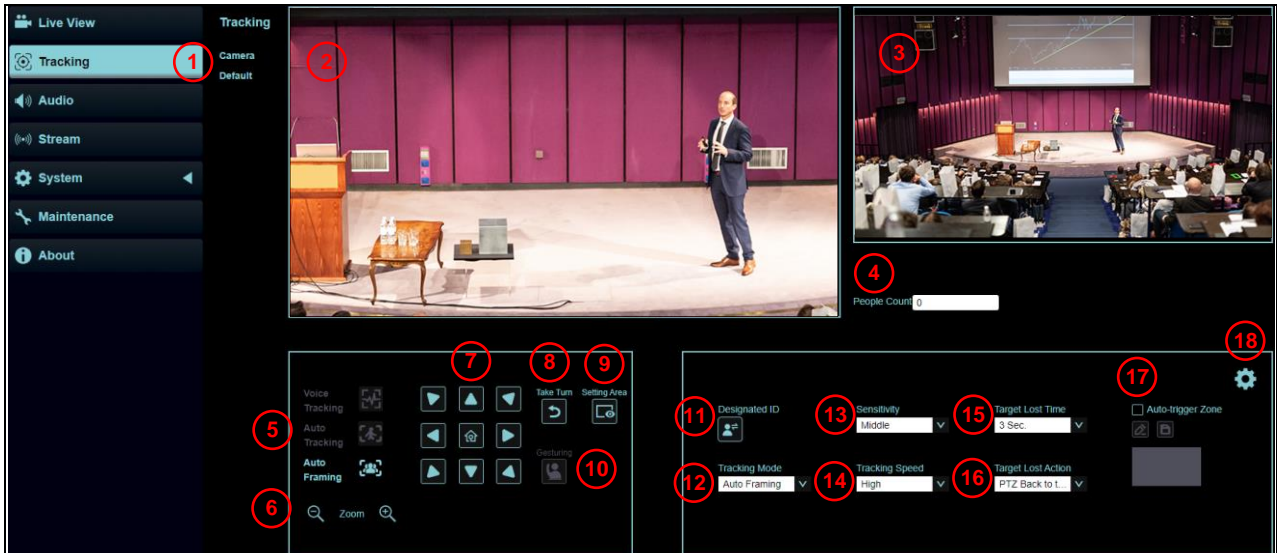 Live View
Tracking
Audio
Stream
System
Maintenance
About
Tracking
Camera
Default
1
2
3
4
People Count 0
5
6
7
8
9
10
Voice
Tracking
Auto
Tracking
Auto
Framing
Zoom
Take Turn
Setting Area
Gesturing
11
12
13
14
15
16
17
18
Designated ID
Tracking Mode
Auto Framing
Sensitivity
Middle
Tracking Speed
High
Target Lost Time
3 Sec.
Target Lost Action
PTZ Back to t...
Auto-trigger Zone